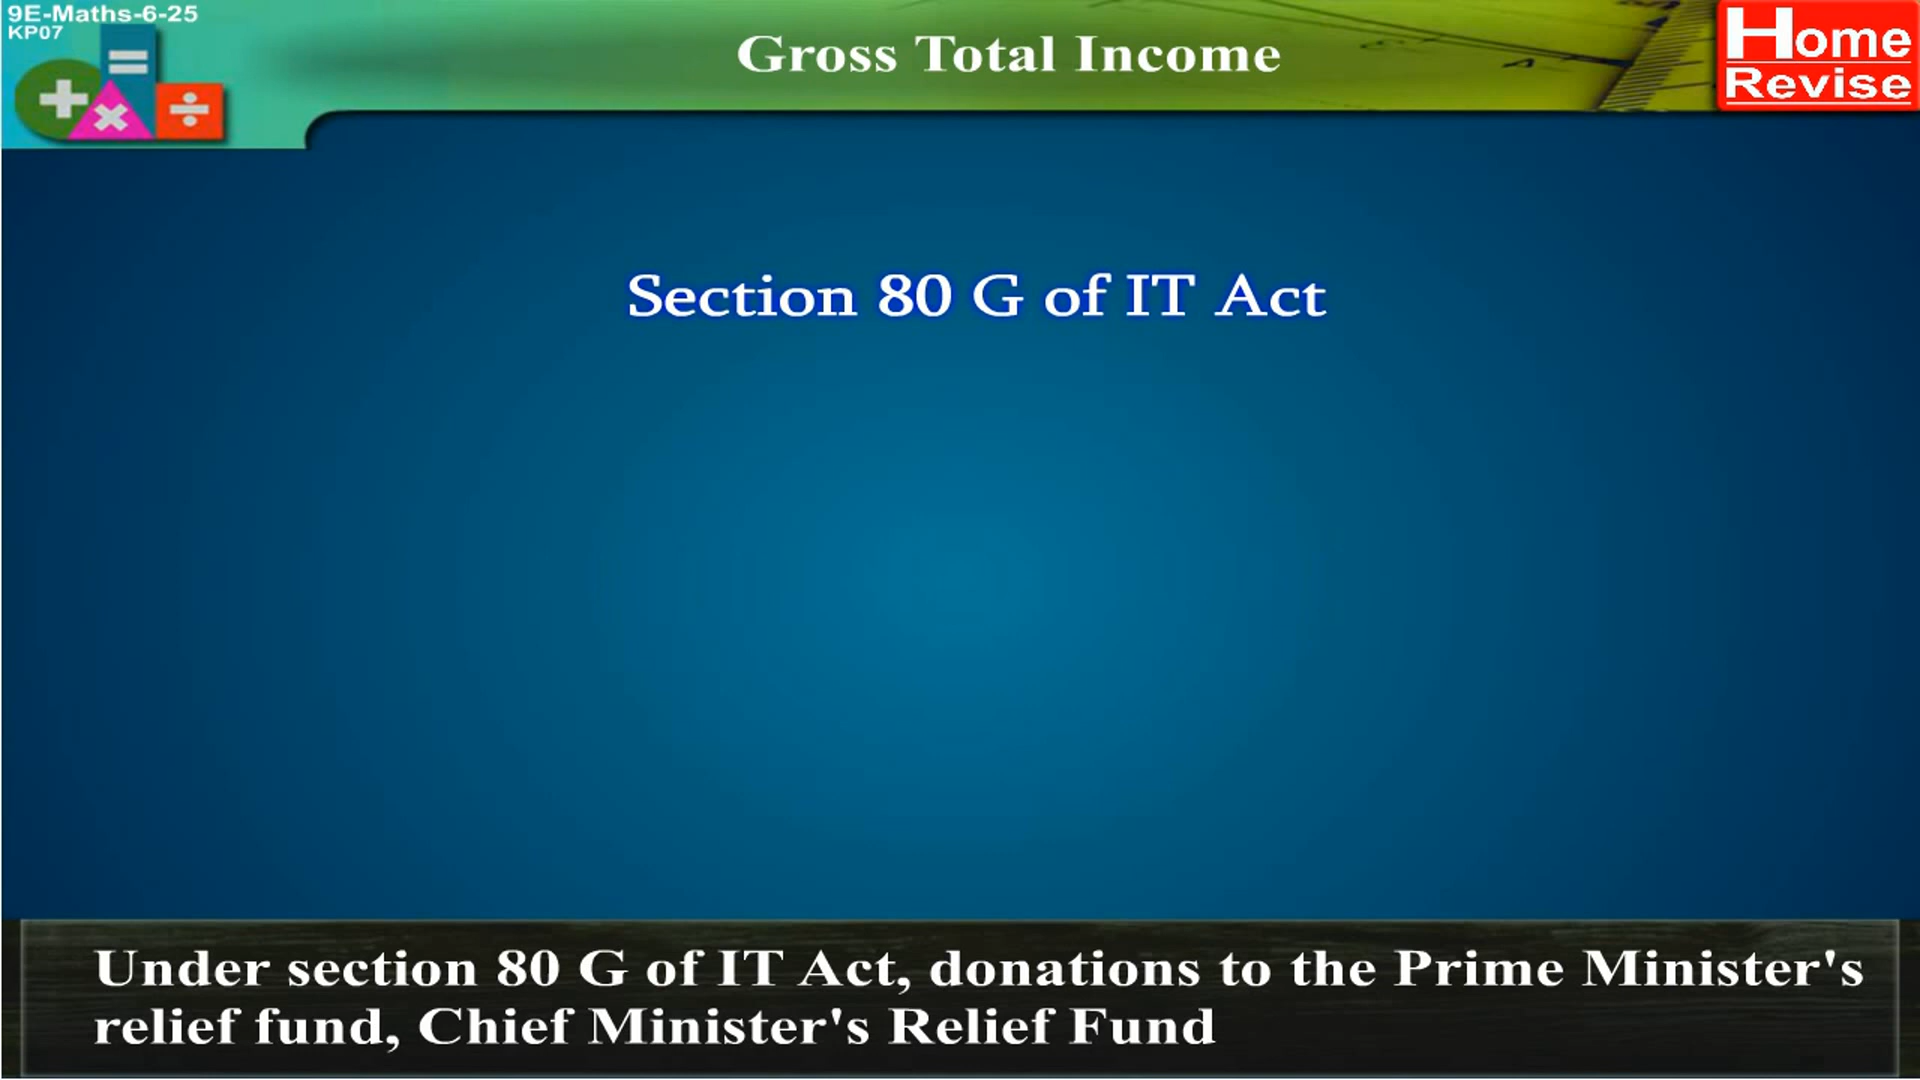 9E-Maths-6-25
KP07
Gross Total Income
Home
Revise
Section 80 G of IT Act
Under section 80 G of IT Act, donations to the Prime Minister's
relief fund, Chief Minister's Relief Fund